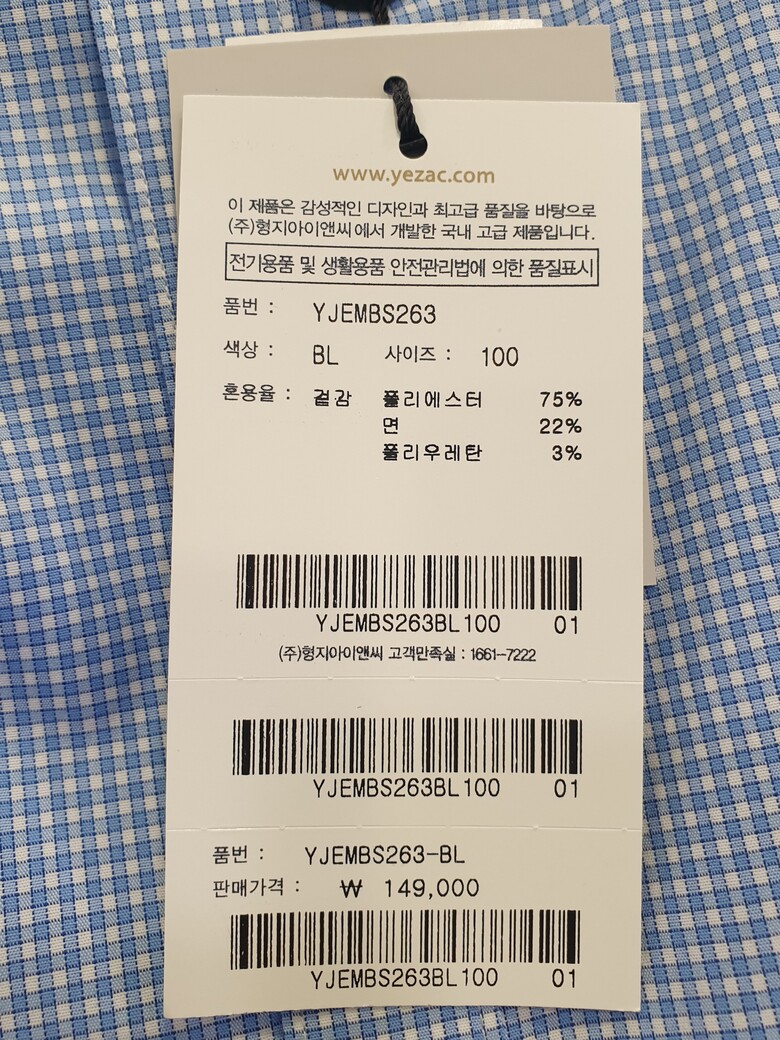 www.yezac.com
이 제품은 감성적인 디자인과 최고급 품질을 바탕으로
(주)형지아이앤씨에서 개발한 국내 고급 제품입니다.
전기용품 및 생활용품 안전관리법에 의한 품질표시
품번 : YJEMBS263
색상 : BL 사이즈 : 100
혼용율 : 겉감 폴리에스터 75%
면 22%
폴리우레탄 3%
YJEMBS263BL100 01
(주)형지아이앤씨 고객만족실 : 1661-7222
YJEMBS263BL100 01
품번 : YJEMBS263-BL
판매가격 : ₩ 149,000
YJEMBS263BL100 01